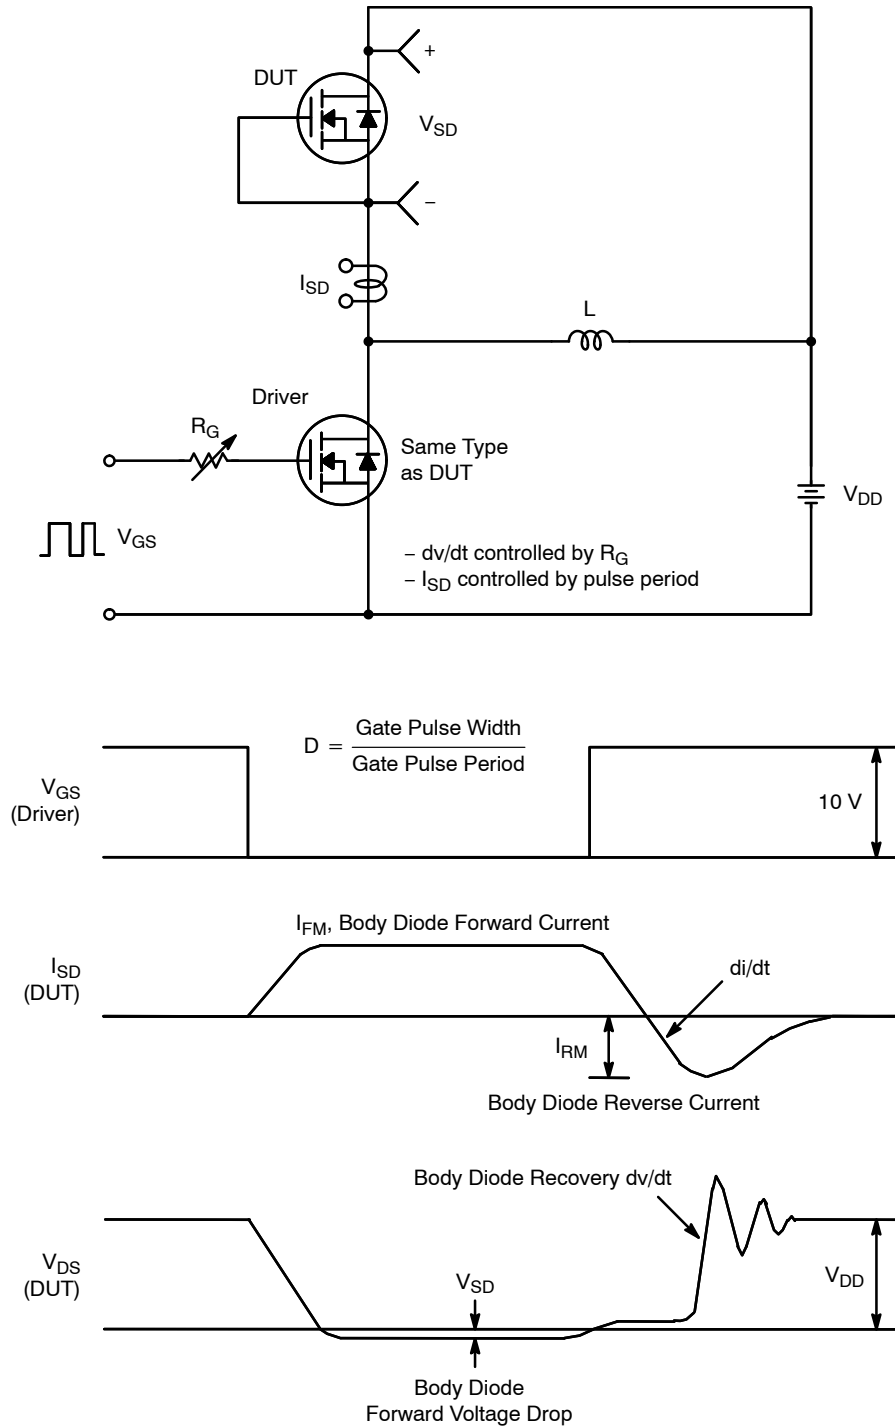 +
DUT
V_SD
−
I_SD
L
Driver
R_G
Same Type
as DUT
V_DD
V_GS
− dv/dt controlled by R_G
− I_SD controlled by pulse period
D = Gate Pulse Width
Gate Pulse Period
V_GS
(Driver)
10 V
I_FM, Body Diode Forward Current
I_SD
(DUT)
di/dt
I_RM
Body Diode Reverse Current
Body Diode Recovery dv/dt
V_DS
(DUT)
V_SD
V_DD
Body Diode
Forward Voltage Drop